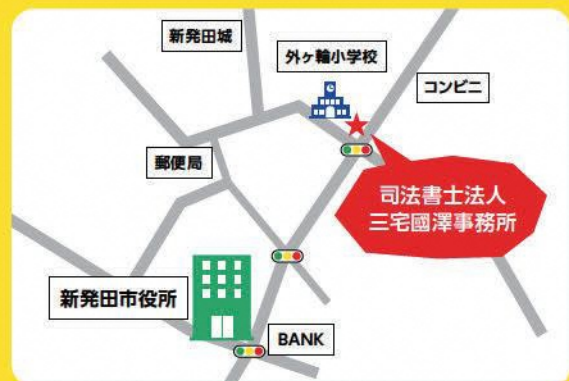 新発田城
外ヶ輪小学校
コンビニ
郵便局
司法書士法人
三宅國澤事務所
新発田市役所
BANK